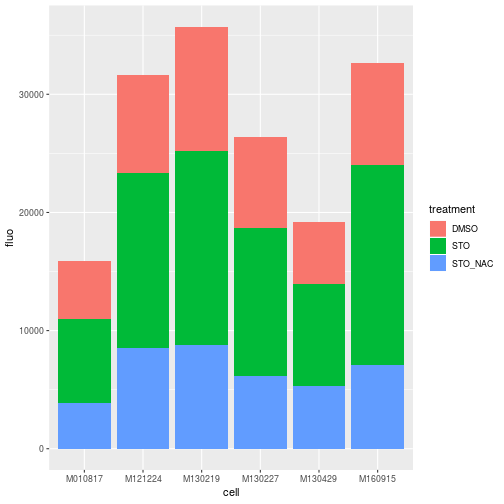 fluo
30000
20000
10000
0
M010817 M121224 M130219 M130227 M130429 M160915
cell
treatment
DMSO
STO
STO_NAC